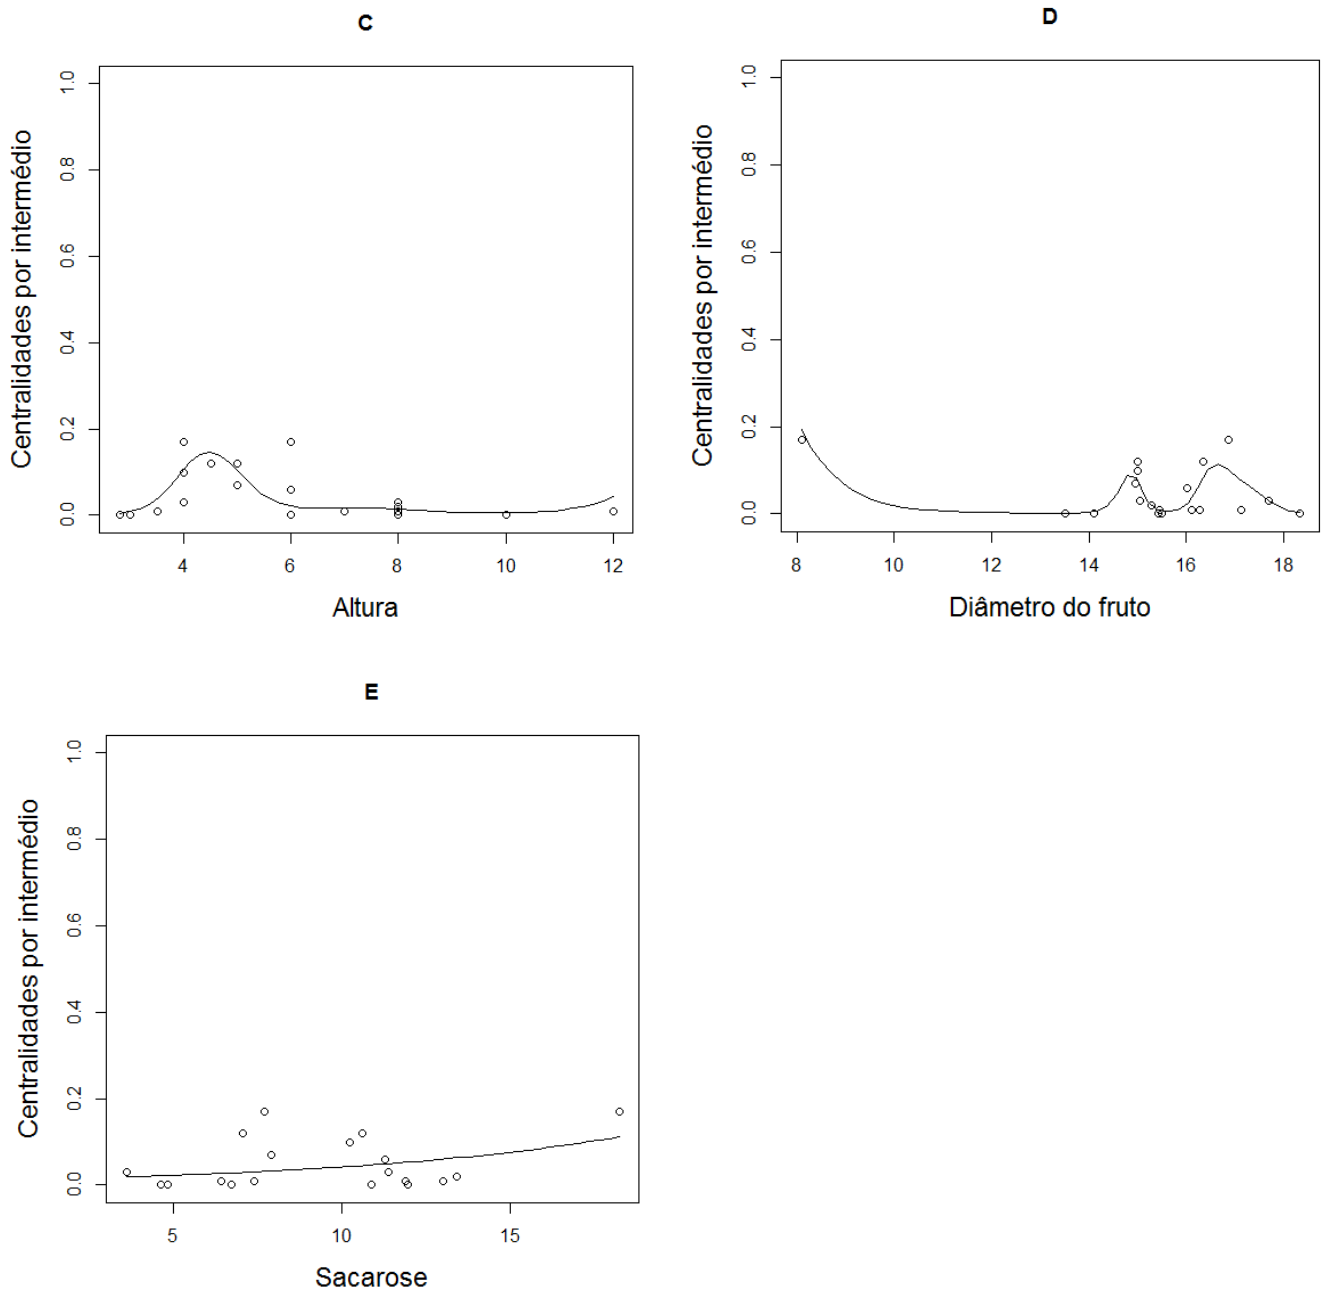 C
Centralidades por intermédio
0.0 0.2 0.4 0.6 0.8 1.0
4 6 8 10 12
Altura
D
Centralidades por intermédio
0.0 0.2 0.4 0.6 0.8 1.0
8 10 12 14 16 18
Diâmetro do fruto
E
Centralidades por intermédio
0.0 0.2 0.4 0.6 0.8 1.0
5 10 15
Sacarose